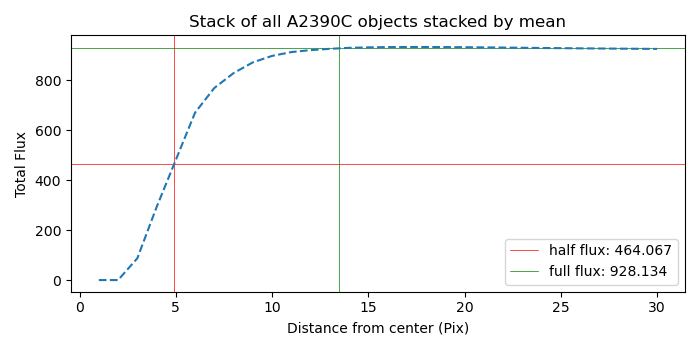 Stack of all A2390C objects stacked by mean
Total Flux
800
600
400
200
0
0 5 10 15 20 25 30
Distance from center (Pix)
half flux: 464.067
full flux: 928.134